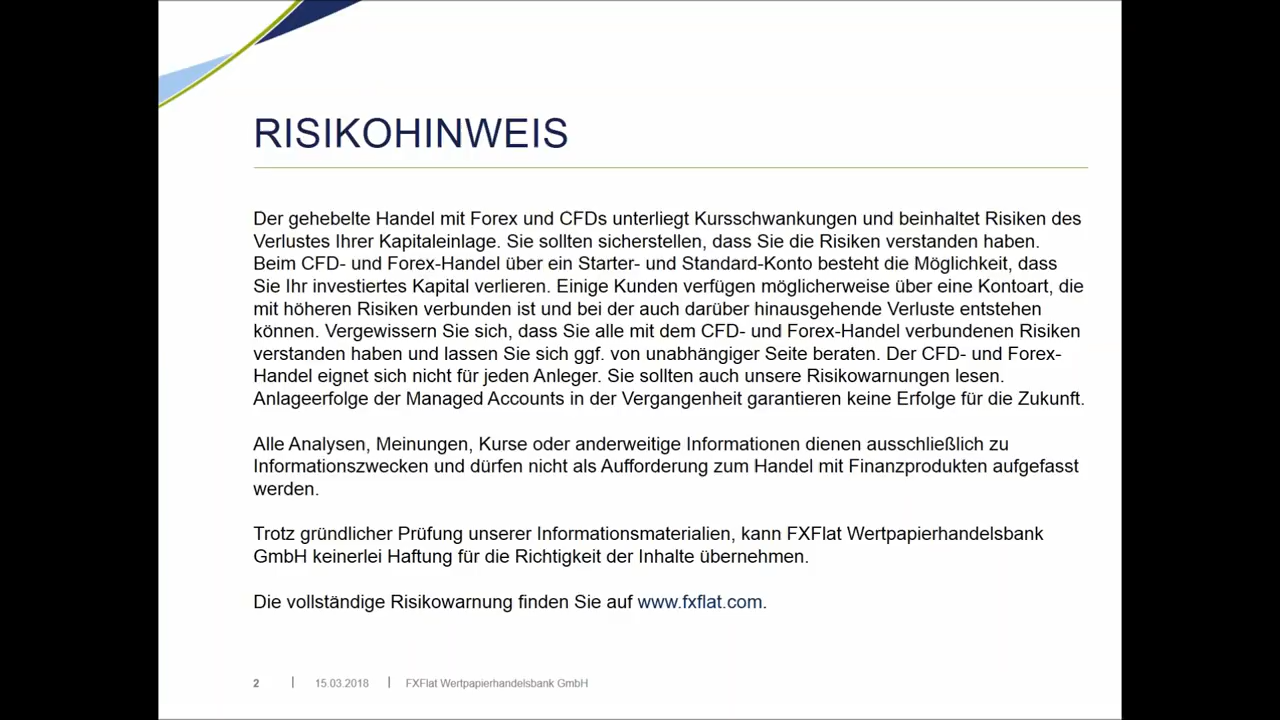 RISIKOHINWEIS
Der gehebelte Handel mit Forex und CFDs unterliegt Kursschwankungen und beinhaltet Risiken des
Verlustes Ihrer Kapitaleinlage. Sie sollten sicherstellen, dass Sie die Risiken verstanden haben.
Beim CFD- und Forex-Handel über ein Starter- und Standard-Konto besteht die Möglichkeit, dass
Sie Ihr investiertes Kapital verlieren. Einige Kunden verfügen möglicherweise über eine Kontoart, die
mit höheren Risiken verbunden ist und bei der auch darüber hinausgehende Verluste entstehen
können. Vergewissern Sie sich, dass Sie alle mit dem CFD- und Forex-Handel verbundenen Risiken
verstanden haben und lassen Sie sich ggf. von unabhängiger Seite beraten. Der CFD- und Forex-
Handel eignet sich nicht für jeden Anleger. Sie sollten auch unsere Risikowarnungen lesen.
Anlageerfolge der Managed Accounts in der Vergangenheit garantieren keine Erfolge für die Zukunft.
Alle Analysen, Meinungen, Kurse oder anderweitige Informationen dienen ausschließlich zu
Informationszwecken und dürfen nicht als Aufforderung zum Handel mit Finanzprodukten aufgefasst
werden.
Trotz gründlicher Prüfung unserer Informationsmaterialien, kann FXFlat Wertpapierhandelsbank
GmbH keinerlei Haftung für die Richtigkeit der Inhalte übernehmen.
Die vollständige Risikowarnung finden Sie auf www.fxflat.com.
2 | 15.03.2018 | FXFlat Wertpapierhandelsbank GmbH